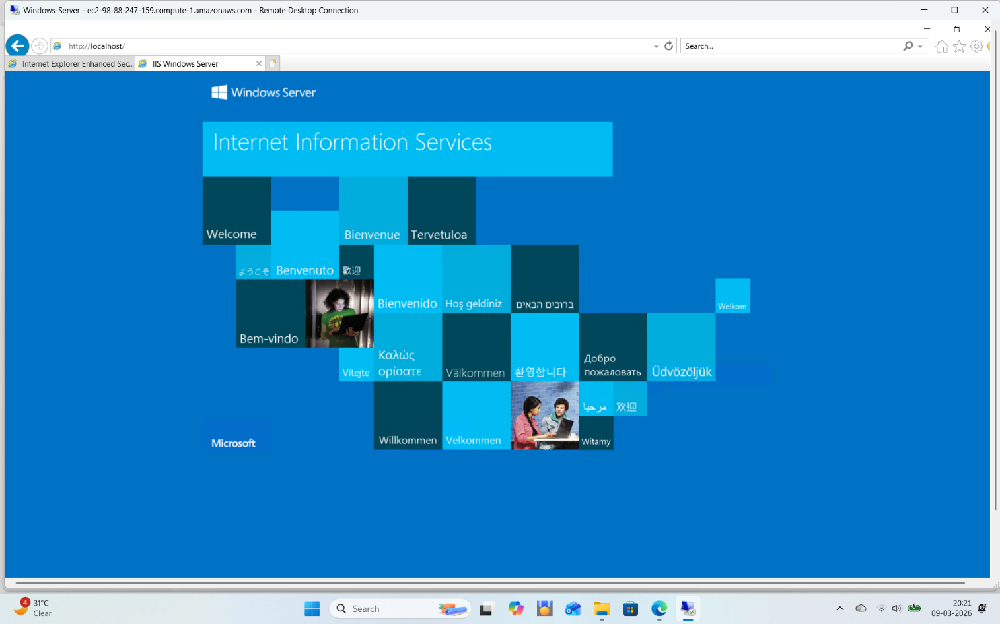 Windows-Server - ec2-98-88-247-159.compute-1.amazonaws.com - Remote Desktop Connection
http://localhost/
Search...
Internet Explorer Enhanced Sec...
IIS Windows Server
Windows Server
Internet Information Services
Welcome
Bienvenue
Tervetuloa
ようこそ
Benvenuto
歡迎
Bienvenido
Hoş geldiniz
ברוכים הבאים
Welkom
Bem-vindo
Vítejte
Καλώς
ορίσατε
Välkommen
환영합니다
Добро
пожаловать
Üdvözöljük
مرحبا
欢迎
Microsoft
Willkommen
Velkommen
Witamy
4
31°C
Clear
Search
20:21
09-03-2026